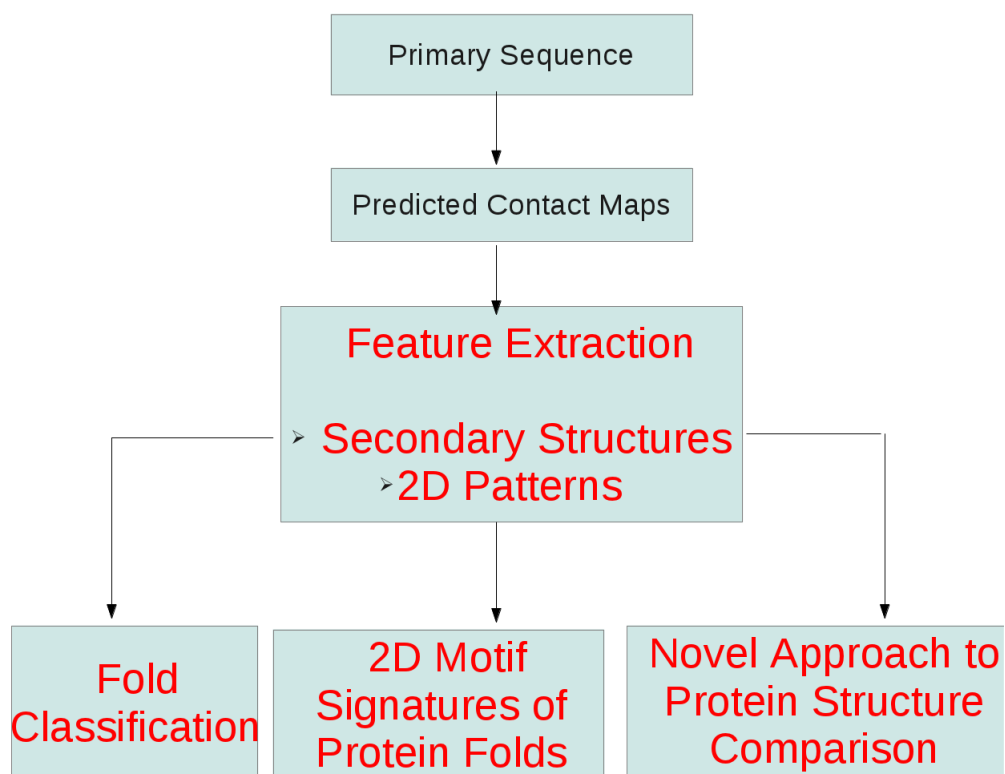 Primary Sequence
Predicted Contact Maps
Feature Extraction
➢ Secondary Structures
➢2D Patterns
Fold
Classification
2D Motif
Signatures of
Protein Folds
Novel Approach to
Protein Structure
Comparison